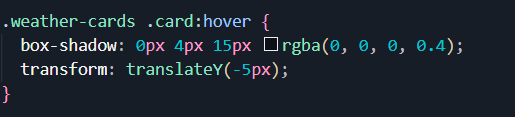 .weather-cards .card:hover {
  box-shadow: 0px 4px 15px rgba(0, 0, 0, 0.4);
  transform: translateY(-5px);
}